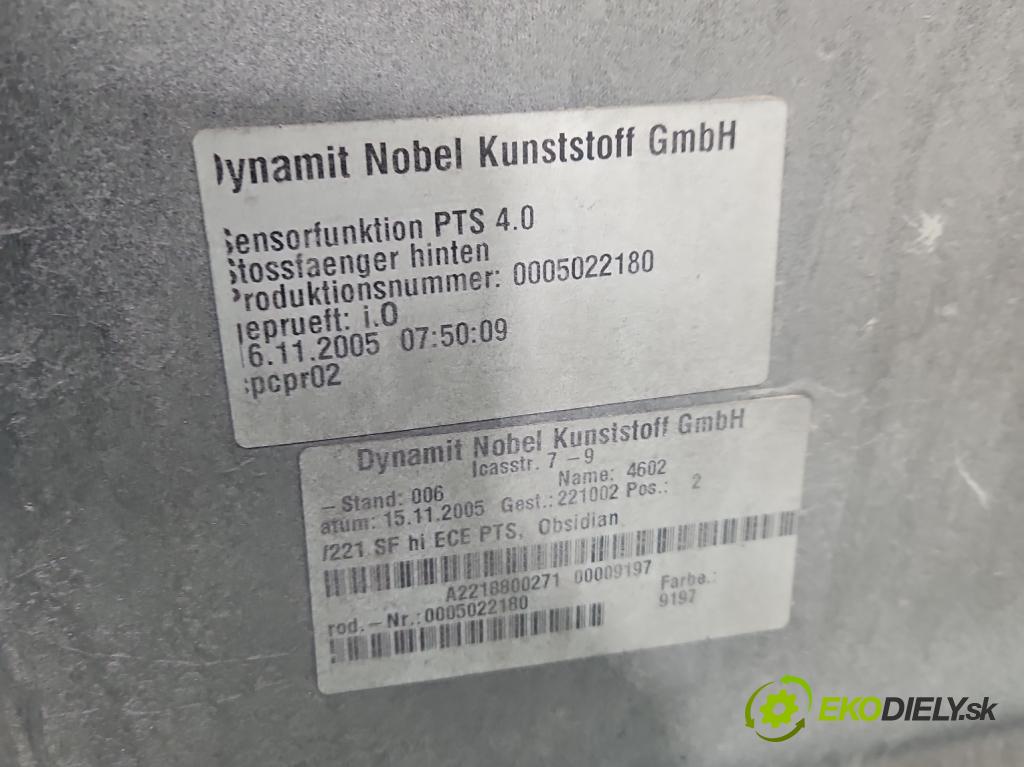 Dynamit Nobel Kunststoff GmbH
Sensorfunktion PTS 4.0
Stossfaenger hinten
Produktionsnummer: 0005022180
geprueft: i.O
16.11.2005 07:50:09
:pcpr02
Dynamit Nobel Kunststoff GmbH
Icasstr. 7 -9
- Stand: 006 Name: 4602
atum: 15.11.2005 Gest.: 221002 Pos.: 2
/221 SF hi ECE PTS, Obsidian
A2218800271 00009197
rod.-Nr.:0005022180 Farbe.:
9197
EKODIELY.sk